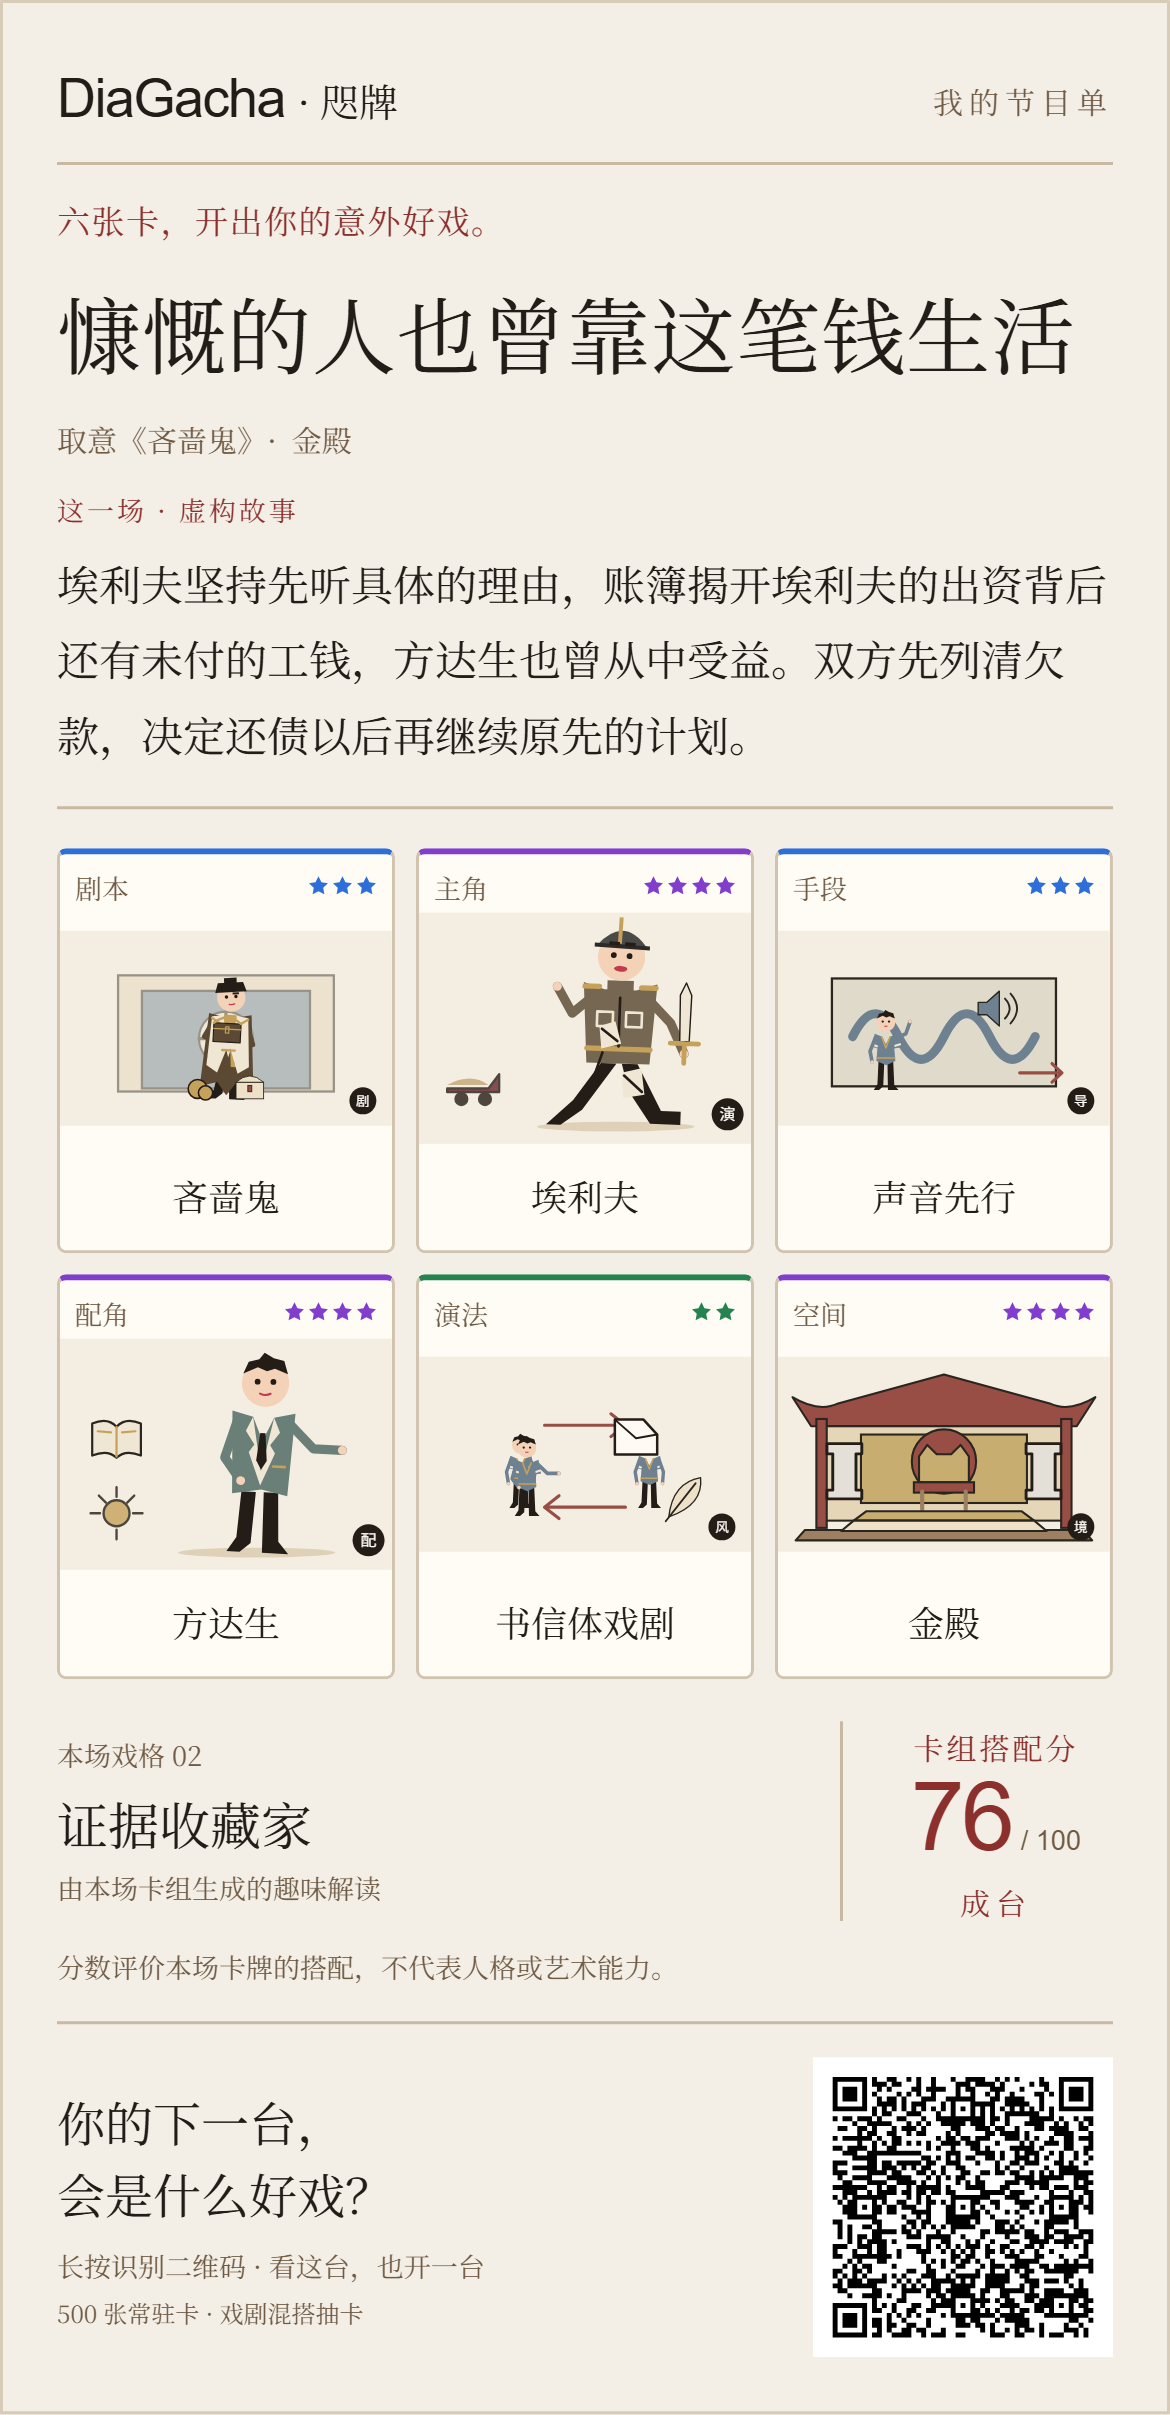 DiaGacha · 咫牌
我的节目单
六张卡，开出你的意外好戏。
慷慨的人也曾靠这笔钱生活
取意《吝啬鬼》· 金殿
这一场 · 虚构故事
埃利夫坚持先听具体的理由，账簿揭开埃利夫的出资背后
还有未付的工钱，方达生也曾从中受益。双方先列清欠
款，决定还债以后再继续原先的计划。
剧本
剧
吝啬鬼
主角
演
埃利夫
手段
导
声音先行
配角
配
方达生
演法
风
书信体戏剧
空间
境
金殿
本场戏格 02
证据收藏家
由本场卡组生成的趣味解读
卡组搭配分
76 / 100
成台
分数评价本场卡牌的搭配，不代表人格或艺术能力。
你的下一台，
会是什么好戏？
长按识别二维码 · 看这台，也开一台
500 张常驻卡 · 戏剧混搭抽卡